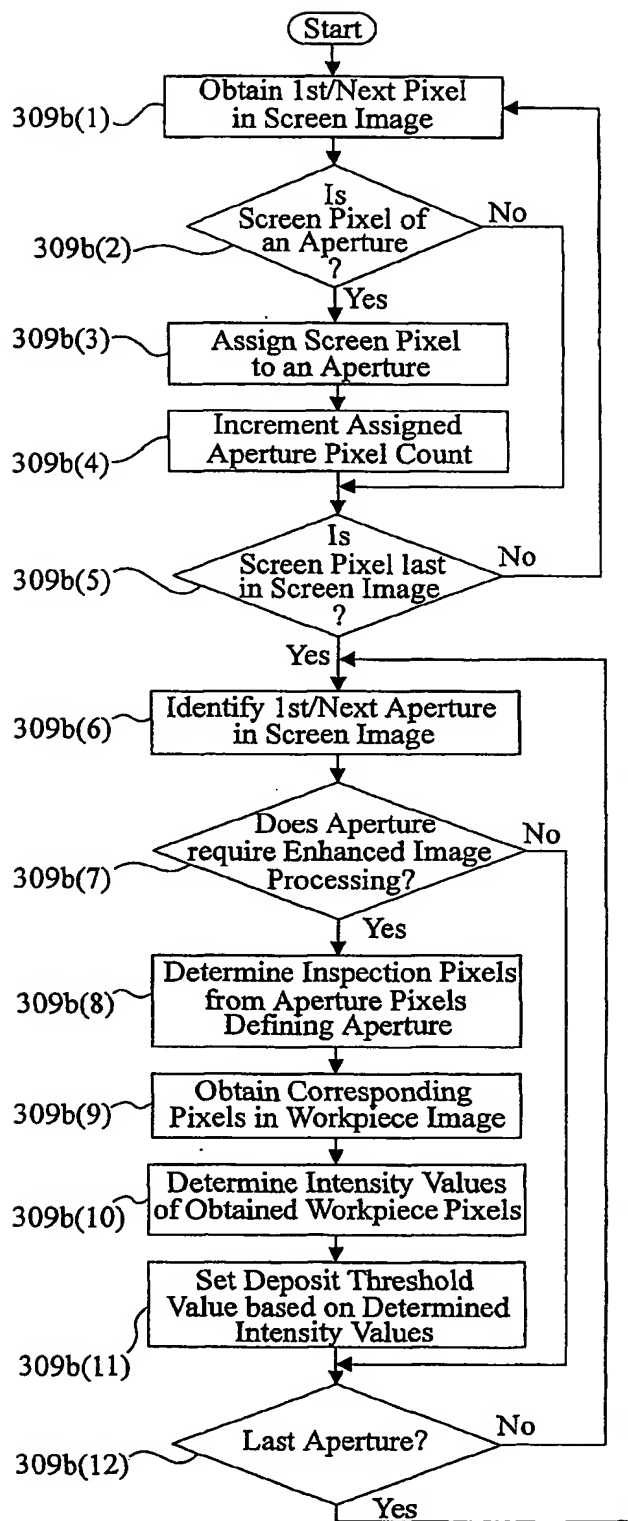 Start
309b(1)
Obtain 1st/Next Pixel
in Screen Image
309b(2)
Is
Screen Pixel of
an Aperture
?
No
Yes
309b(3)
Assign Screen Pixel
to an Aperture
309b(4)
Increment Assigned
Aperture Pixel Count
309b(5)
Is
Screen Pixel last
in Screen Image
?
No
Yes
309b(6)
Identify 1st/Next Aperture
in Screen Image
309b(7)
Does Aperture
require Enhanced Image
Processing?
No
Yes
309b(8)
Determine Inspection Pixels
from Aperture Pixels
Defining Aperture
309b(9)
Obtain Corresponding
Pixels in Workpiece Image
309b(10)
Determine Intensity Values
of Obtained Workpiece Pixels
309b(11)
Set Deposit Threshold
Value based on Determined
Intensity Values
309b(12)
Last Aperture?
No
Yes